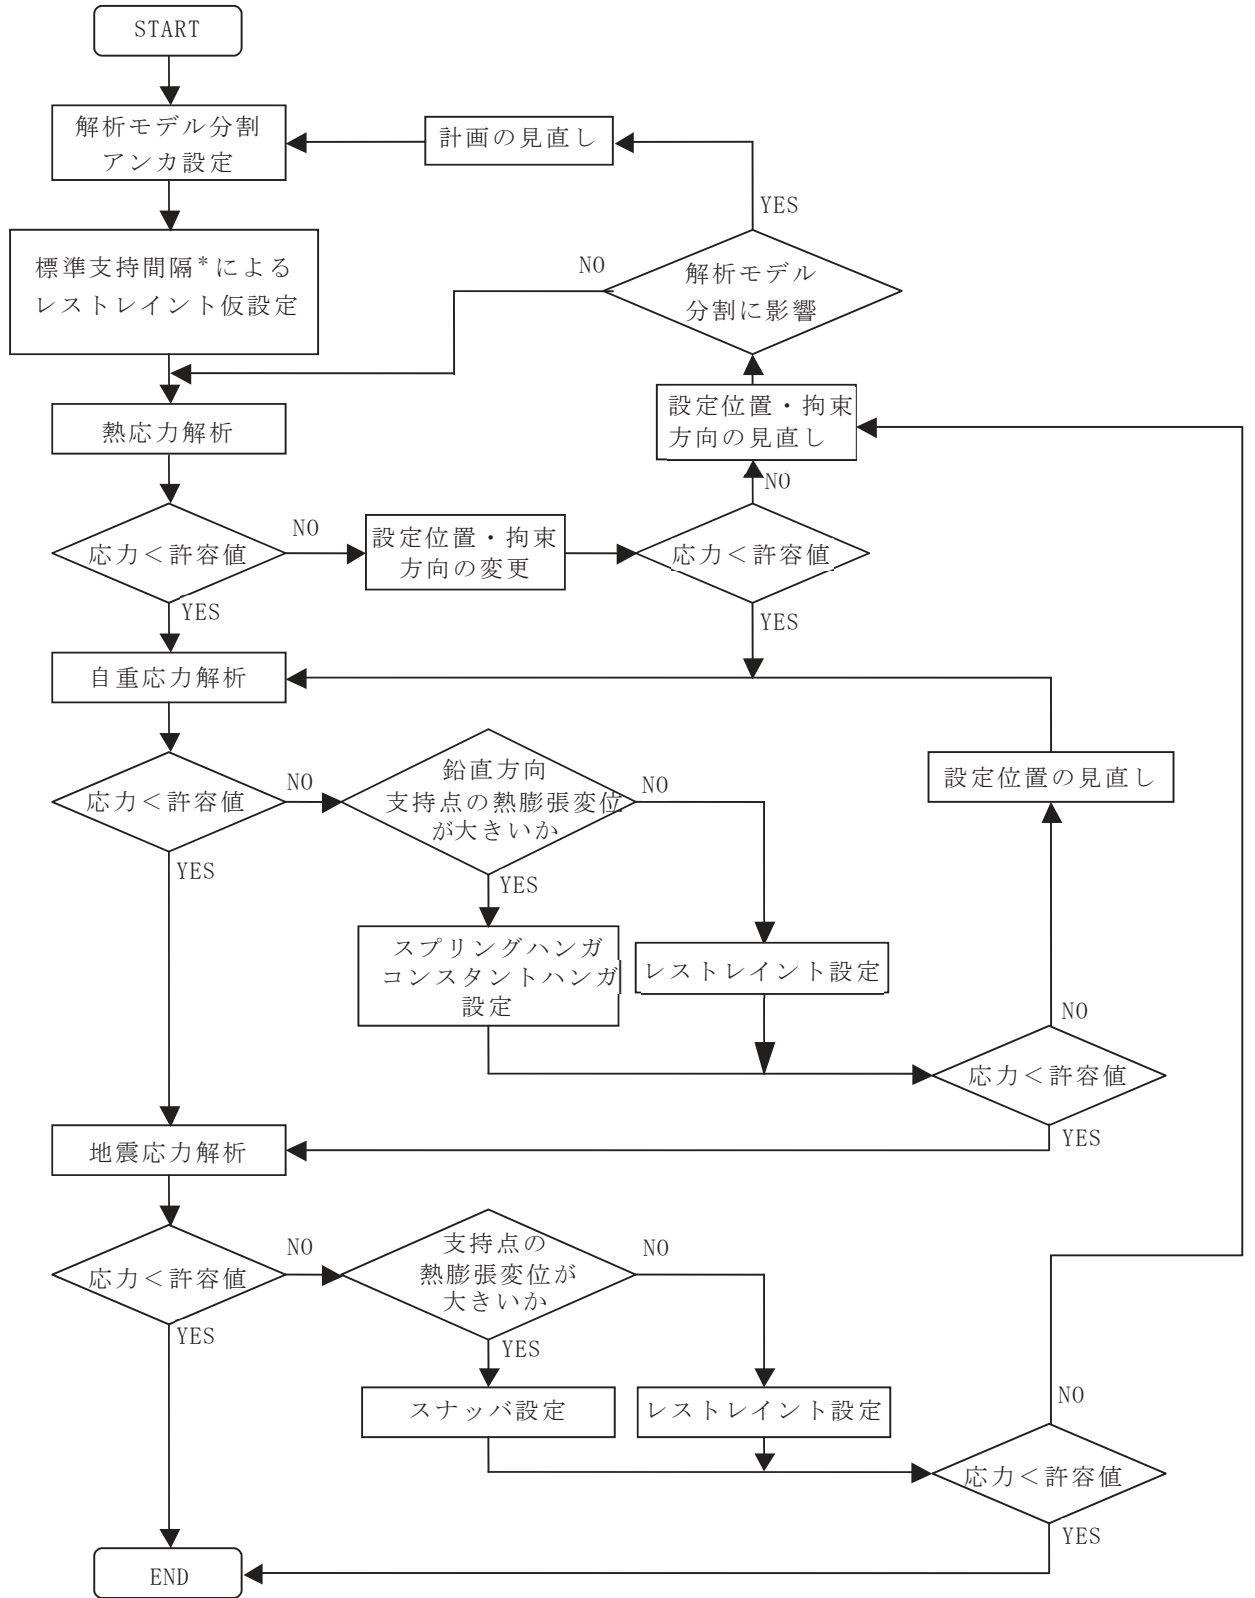 START
解析モデル分割
アンカ設定
計画の見直し
YES
標準支持間隔*による
レストレイント仮設定
NO
解析モデル
分割に影響
設定位置・拘束
方向の見直し
熱応力解析
NO
応力＜許容値
NO
設定位置・拘束
方向の変更
応力＜許容値
YES
YES
自重応力解析
応力＜許容値
NO
鉛直方向
支持点の熱膨張変位
が大きいか
NO
設定位置の見直し
YES
YES
スプリングハンガ
コンスタントハンガ
設定
レストレイント設定
NO
応力＜許容値
YES
地震応力解析
応力＜許容値
NO
支持点の
熱膨張変位が
大きいか
NO
YES
YES
スナッバ設定
レストレイント設定
NO
応力＜許容値
YES
END